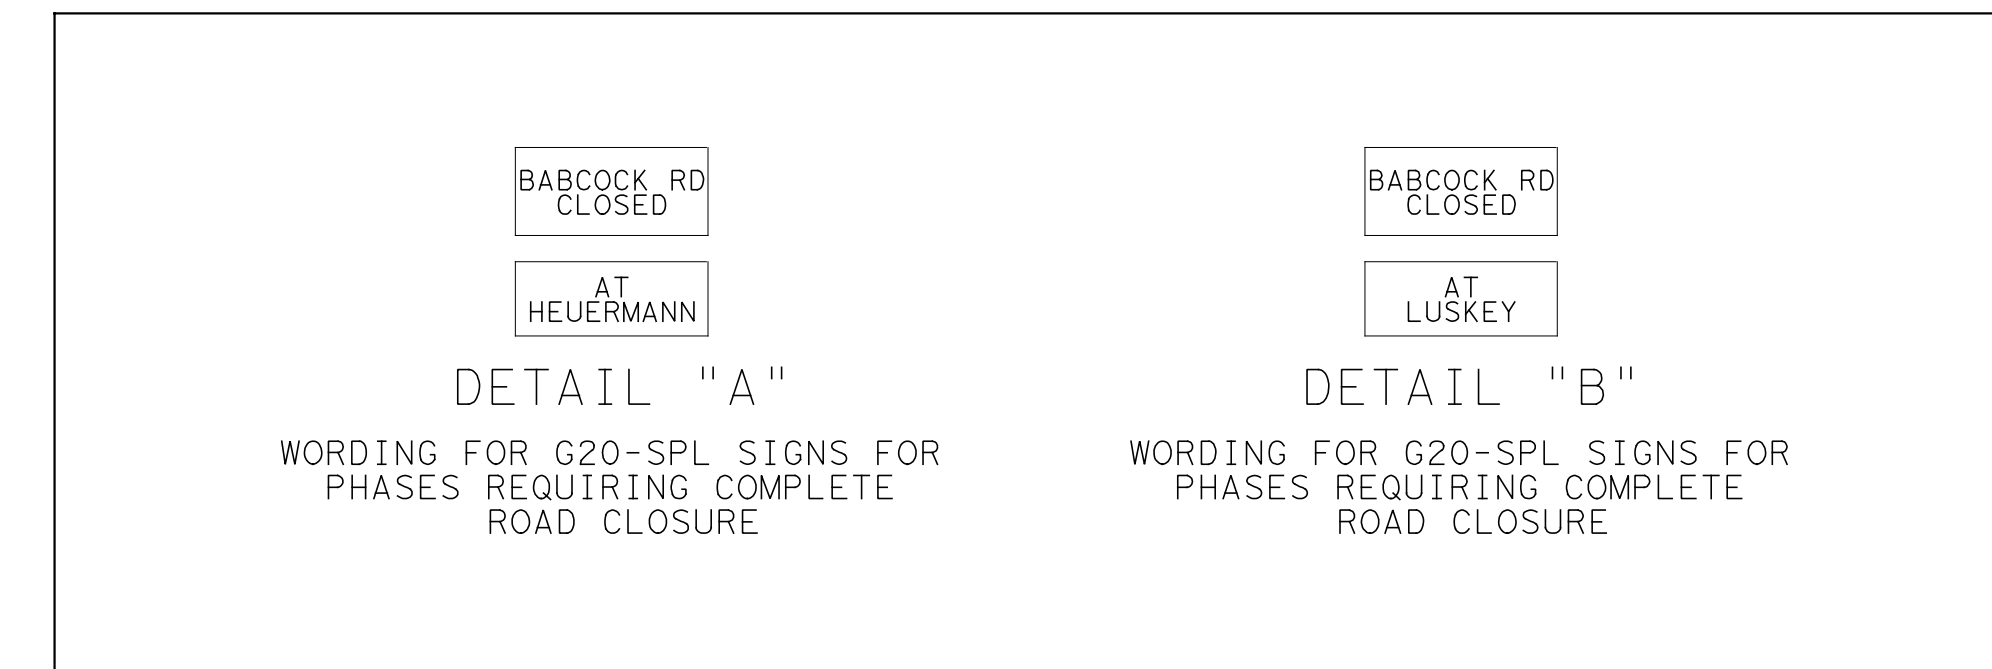 BABCOCK RD
CLOSED
AT
HEUERMANN
DETAIL "A"
WORDING FOR G20-SPL SIGNS FOR
PHASES REQUIRING COMPLETE
ROAD CLOSURE
BABCOCK RD
CLOSED
AT
LUSKEY
DETAIL "B"
WORDING FOR G20-SPL SIGNS FOR
PHASES REQUIRING COMPLETE
ROAD CLOSURE